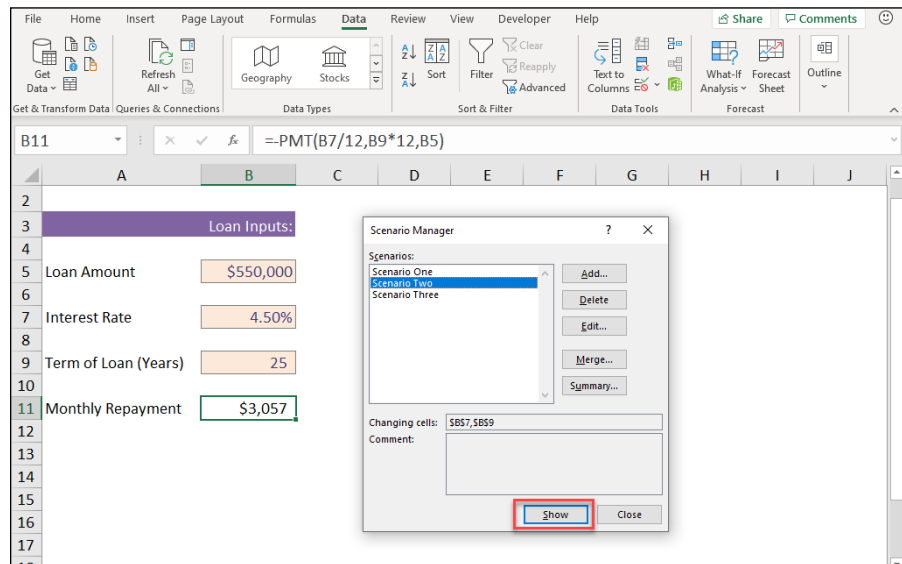 File Home Insert Page Layout Formulas Data Review View Developer Help Share Comments
Get Data
Refresh All
Geography
Stocks
A Z
Z A
Z A A Z
Sort
Filter
Clear
Reapply
Advanced
Text to Columns
What-If Analysis
Forecast Sheet
Outline
Get & Transform Data Queries & Connections Data Types Sort & Filter Data Tools Forecast
B11 fx =-PMT(B7/12,B9*12,B5)
A B C D E F G H I J
2
3 Loan Inputs:
4
5 Loan Amount $550,000
6
7 Interest Rate 4.50%
8
9 Term of Loan (Years) 25
10
11 Monthly Repayment $3,057
12
13
14
15
16
17
Scenario Manager ? ×
Scenarios:
Scenario One
Scenario Two
Scenario Three
Add...
Delete
Edit...
Merge...
Summary...
Changing cells: $B$7,$B$9
Comment:
Show Close